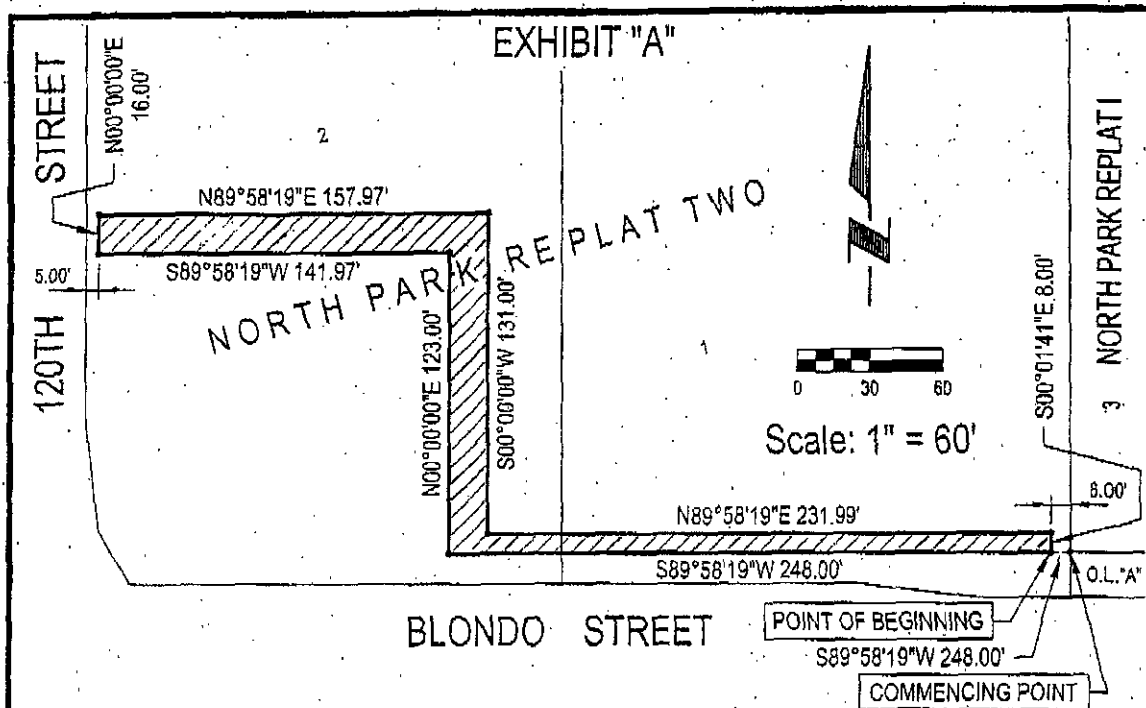 EXHIBIT "A"
120TH STREET
N00°00'00"E
16.00'
2
N89°58'19"E 157.97'
S89°58'19"W 141.97'
5.00'
NORTH PARK REPLAT TWO
N00°00'00"E 123.00'
S00°00'00"W 131.00'
1
0 30 60
Scale: 1" = 60'
S00°01'41"E 8.00'
3 NORTH PARK REPLAT I
8.00'
N89°58'19"E 231.99'
S89°58'19"W 248.00'
O.L."A"
BLONDO STREET
POINT OF BEGINNING
S89°58'19"W 248.00'
COMMENCING POINT